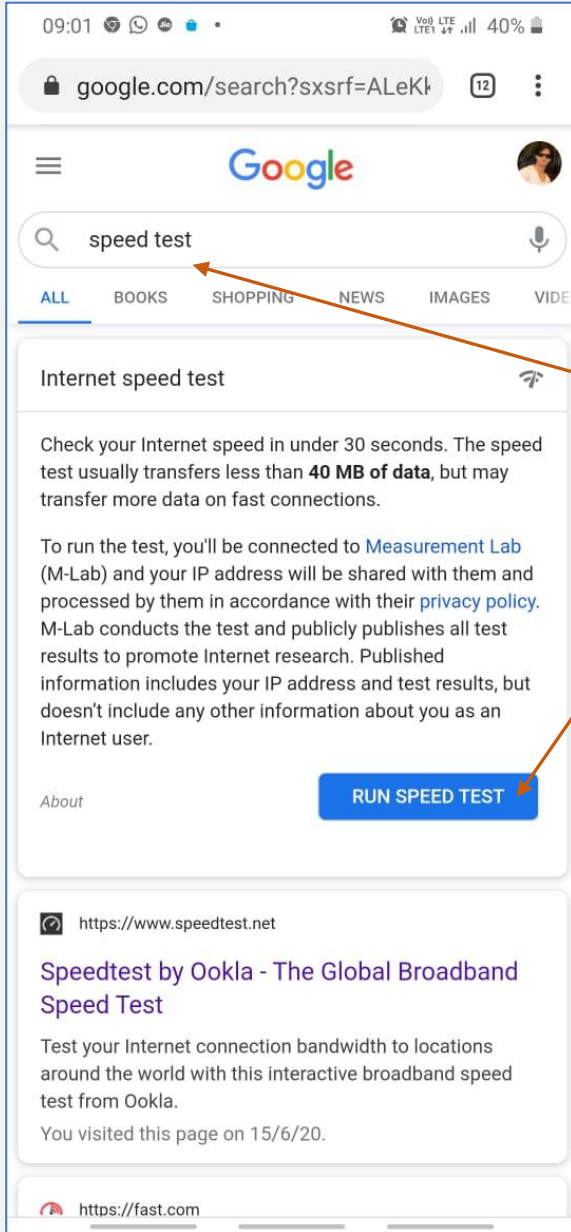 09:01 Jio Vo)) LTE LTE1 40%
google.com/search?sxsrf=ALeKk 12
Google
speed test
ALL BOOKS SHOPPING NEWS IMAGES VIDE
Internet speed test
Check your Internet speed in under 30 seconds. The speed
test usually transfers less than 40 MB of data, but may
transfer more data on fast connections.
To run the test, you'll be connected to Measurement Lab
(M-Lab) and your IP address will be shared with them and
processed by them in accordance with their privacy policy.
M-Lab conducts the test and publicly publishes all test
results to promote Internet research. Published
information includes your IP address and test results, but
doesn't include any other information about you as an
Internet user.
About RUN SPEED TEST
https://www.speedtest.net
Speedtest by Ookla - The Global Broadband
Speed Test
Test your Internet connection bandwidth to locations
around the world with this interactive broadband speed
test from Ookla.
You visited this page on 15/6/20.
https://fast.com